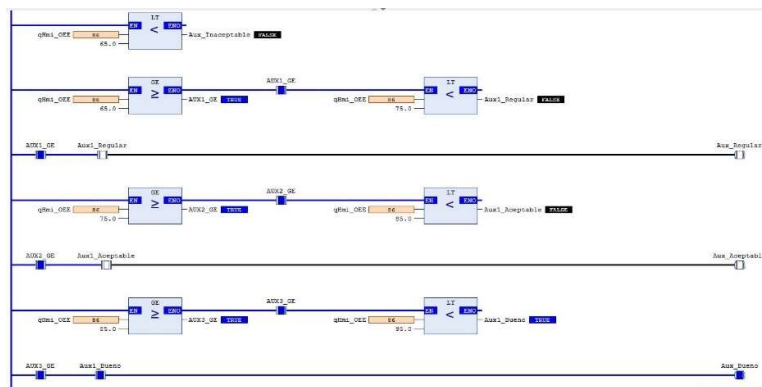 LT
EN < ENO
qHmi_OEE 86 Aux_Inaceptable FALSE
65.0
GE AUX1_GE LT
EN ≥ ENO EN < ENO
qHmi_OEE 86 AUX1_GE TRUE qHmi_OEE 86 Aux1_Regular FALSE
65.0 75.0
AUX1_GE Aux1_Regular Aux_Regular
GE AUX2_GE LT
EN ≥ ENO EN < ENO
qHmi_OEE 86 AUX2_GE TRUE qHmi_OEE 86 Aux1_Aceptable FALSE
75.0 85.0
AUX2_GE Aux1_Aceptable Aux_Aceptabl
GE AUX3_GE LT
EN ≥ ENO EN < ENO
qHmi_OEE 86 AUX3_GE TRUE qHmi_OEE 86 Aux1_Bueno TRUE
85.0 95.0
AUX3_GE Aux1_Bueno Aux_Bueno